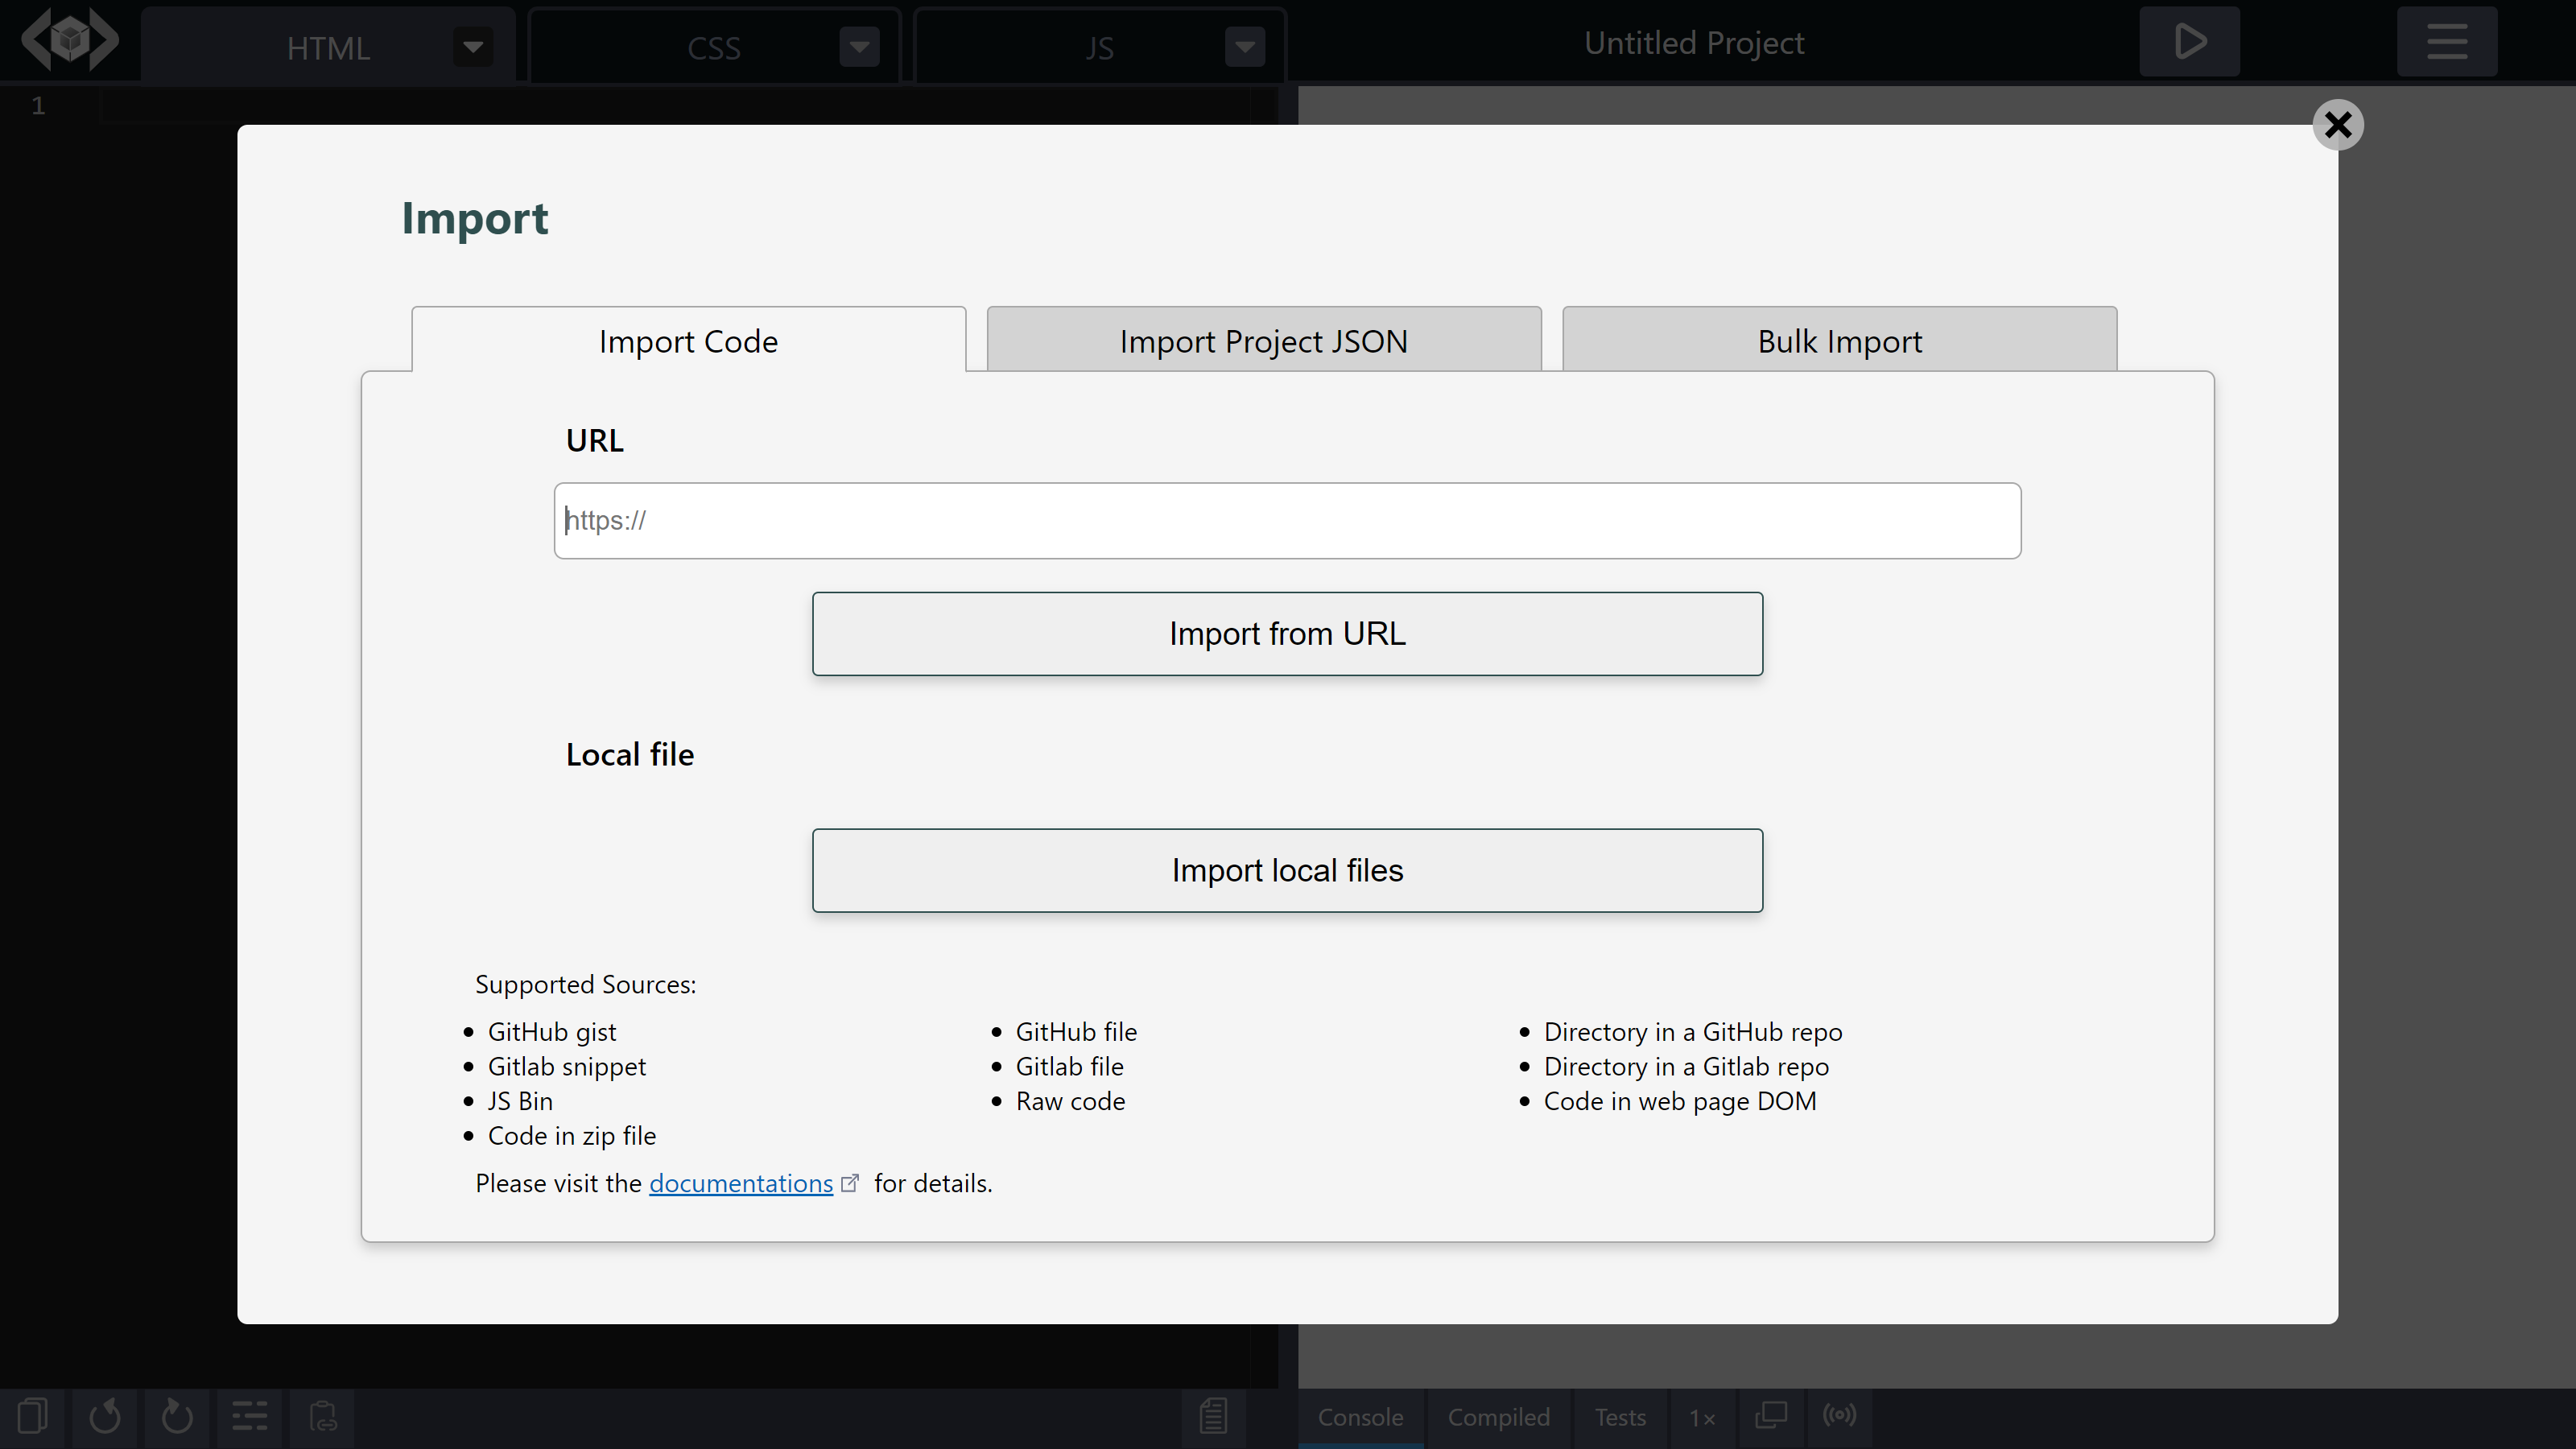 HTML
CSS
JS
Untitled Project
1
Import
Import Code
Import Project JSON
Bulk Import
URL
https://
Import from URL
Local file
Import local files
Supported Sources:
GitHub gist
Gitlab snippet
JS Bin
Code in zip file
GitHub file
Gitlab file
Raw code
Directory in a GitHub repo
Directory in a Gitlab repo
Code in web page DOM
Please visit the documentations for details.
Console
Compiled
Tests
1×